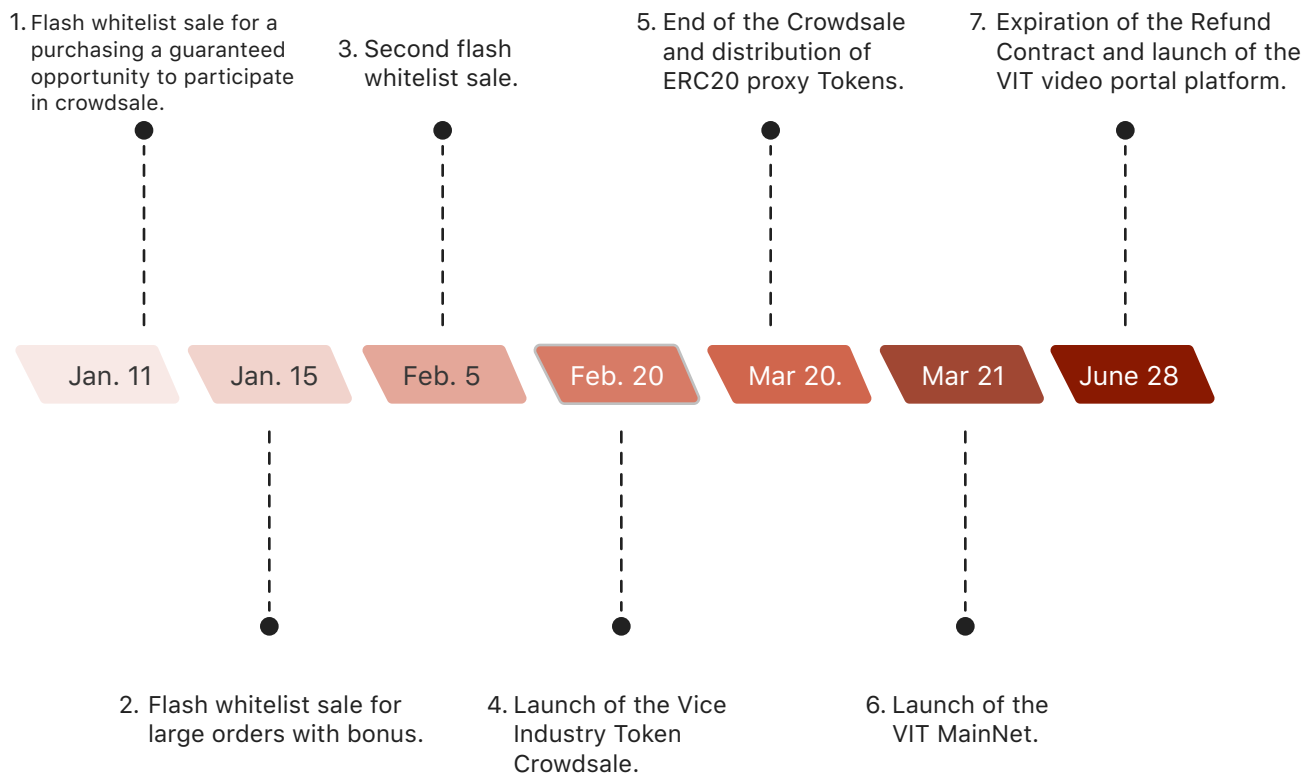 1. Flash whitelist sale for a
purchasing a guaranteed
opportunity to participate
in crowdsale.
3. Second flash
whitelist sale.
5. End of the Crowdsale
and distribution of
ERC20 proxy Tokens.
7. Expiration of the Refund
Contract and launch of the
VIT video portal platform.
Jan. 11
Jan. 15
Feb. 5
Feb. 20
Mar 20.
Mar 21
June 28
2. Flash whitelist sale for
large orders with bonus.
4. Launch of the Vice
Industry Token
Crowdsale.
6. Launch of the
VIT MainNet.